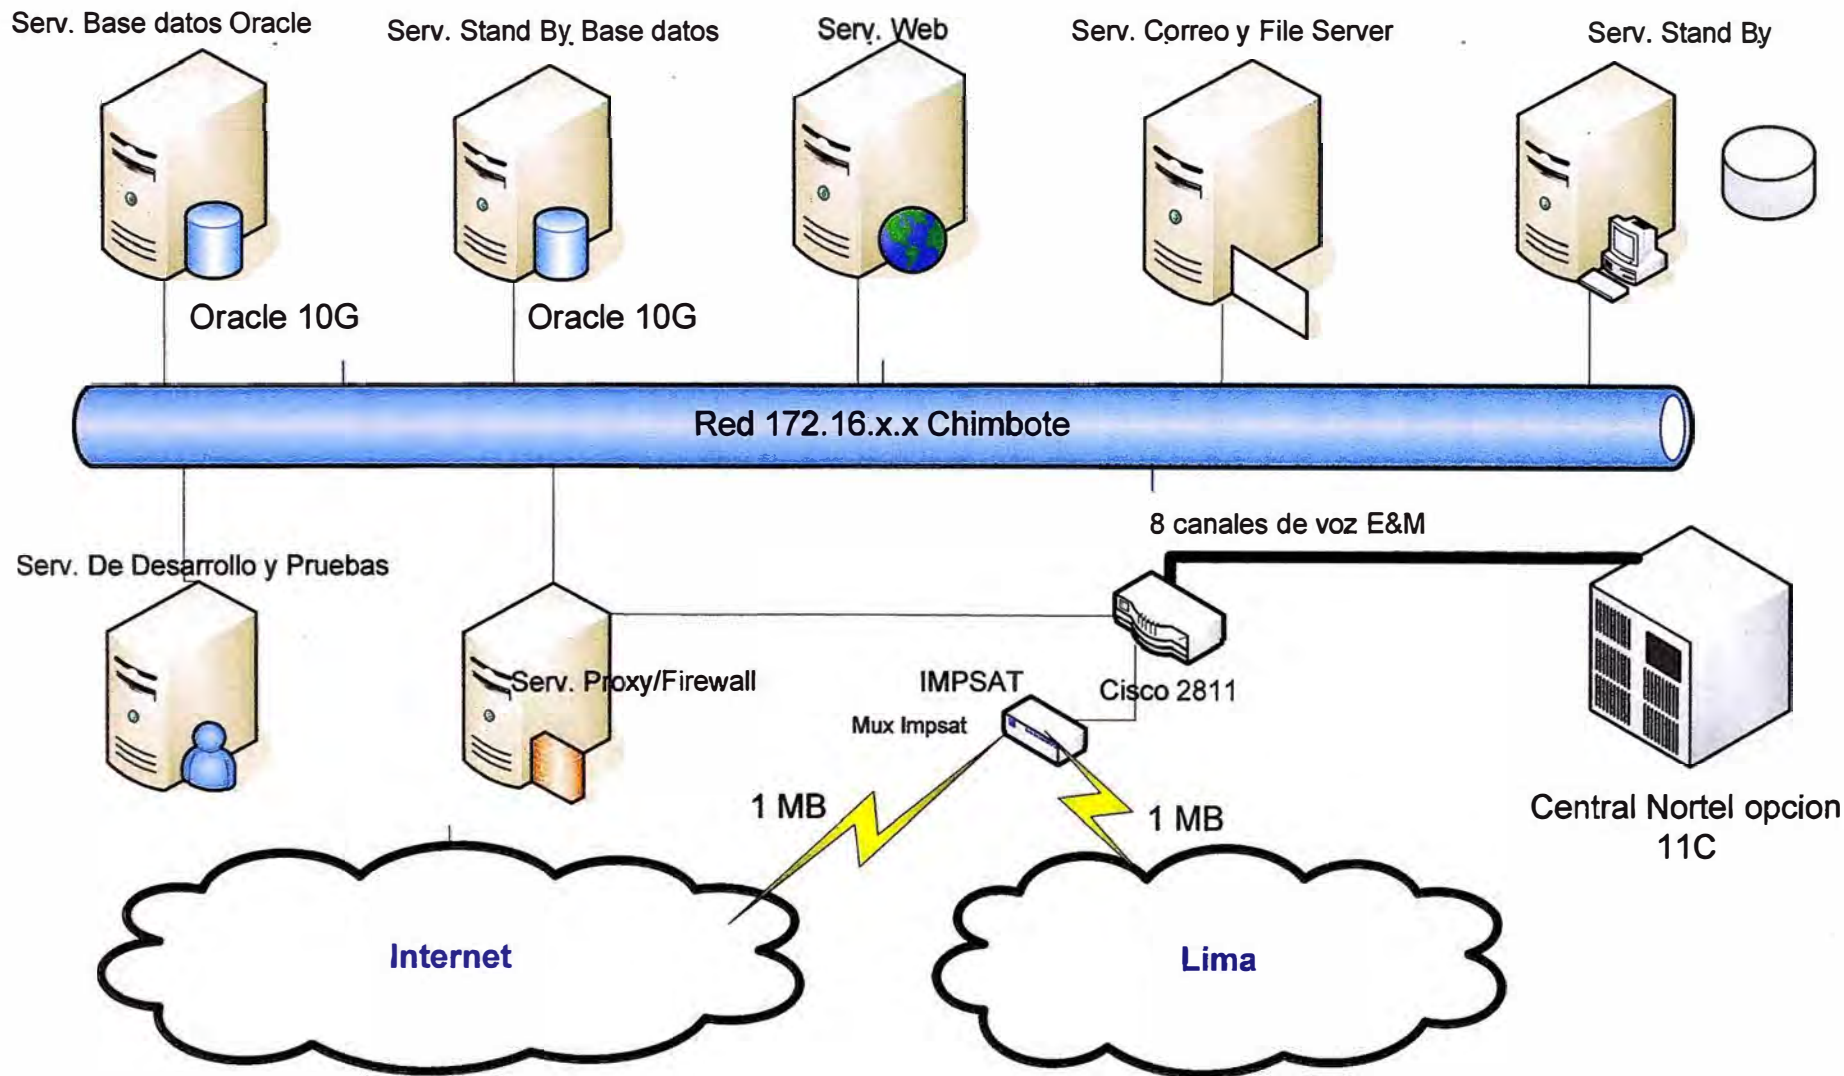 Serv. Base datos Oracle
Serv. Stand By Base datos
Serv. Web
Serv. Correo y File Server
Serv. Stand By
Oracle 10G
Oracle 10G
Red 172.16.x.x Chimbote
8 canales de voz E&M
Serv. De Desarrollo y Pruebas
Serv. Proxy/Firewall
IMPSAT
Cisco 2811
Mux Impsat
1 MB
1 MB
Central Nortel opcion
11C
Internet
Lima